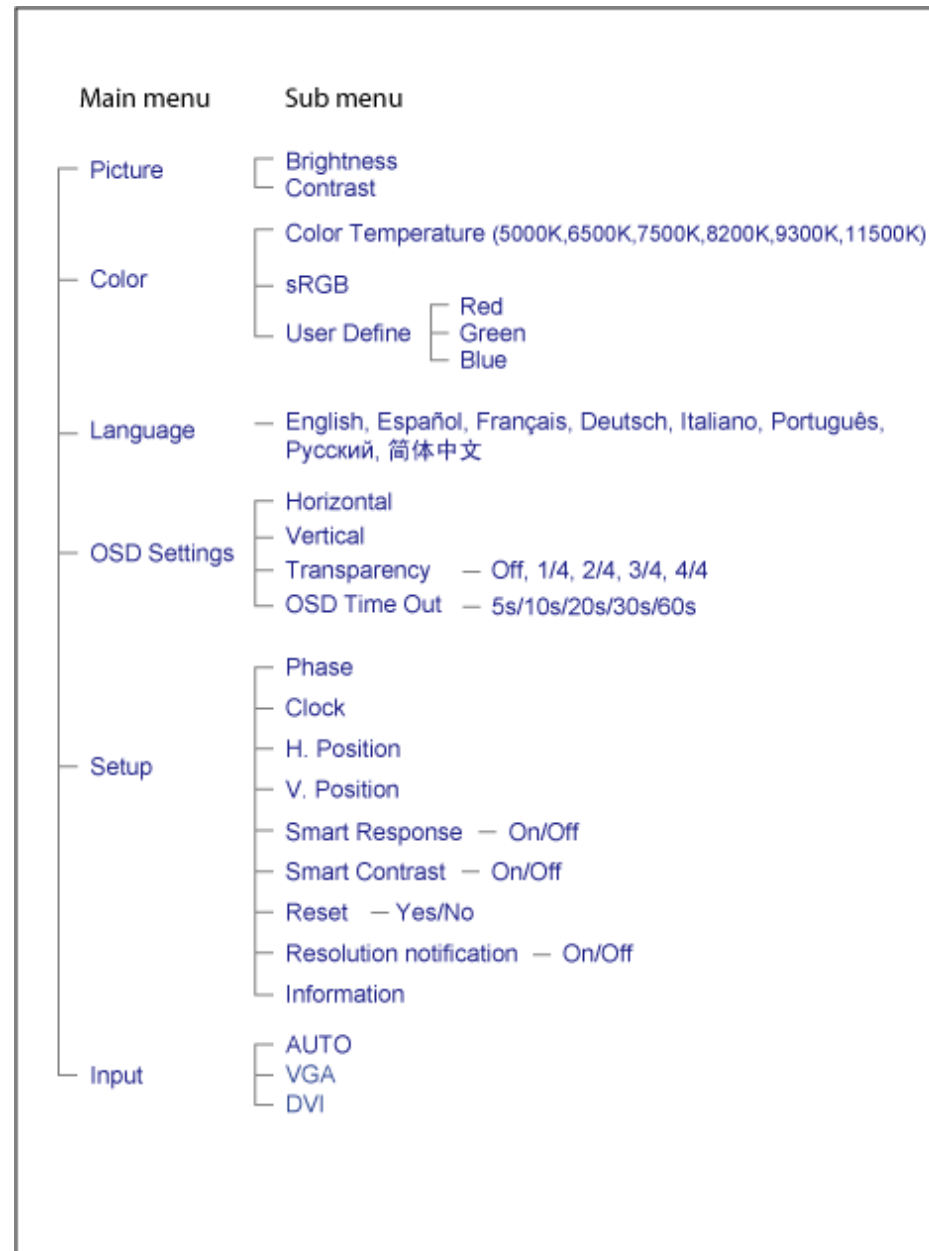 Main menu Sub menu
Picture Brightness
Contrast
Color Temperature (5000K,6500K,7500K,8200K,9300K,11500K)
Color sRGB
Red
User Define Green
Blue
Language English, Español, Français, Deutsch, Italiano, Português,
Русский, 简体中文
Horizontal
Vertical
OSD Settings
Transparency – Off, 1/4, 2/4, 3/4, 4/4
OSD Time Out – 5s/10s/20s/30s/60s
Phase
Clock
H. Position
Setup
V. Position
Smart Response – On/Off
Smart Contrast – On/Off
Reset – Yes/No
Resolution notification – On/Off
Information
AUTO
Input VGA
DVI